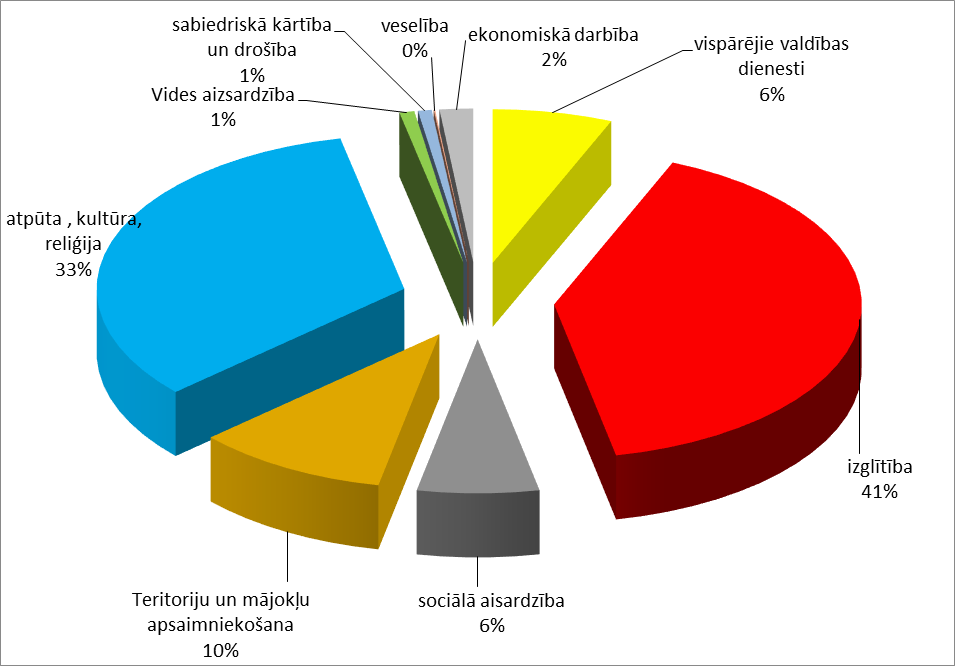 sabiedriskā kārtība
un drošība
1%
veselība
0%
ekonomiskā darbība
2%
vispārējie valdības
dienesti
6%
Vides aizsardzība
1%
atpūta , kultūra,
reliģija
33%
izglītība
41%
Teritoriju un mājokļu
apsaimniekošana
10%
sociālā aisardzība
6%